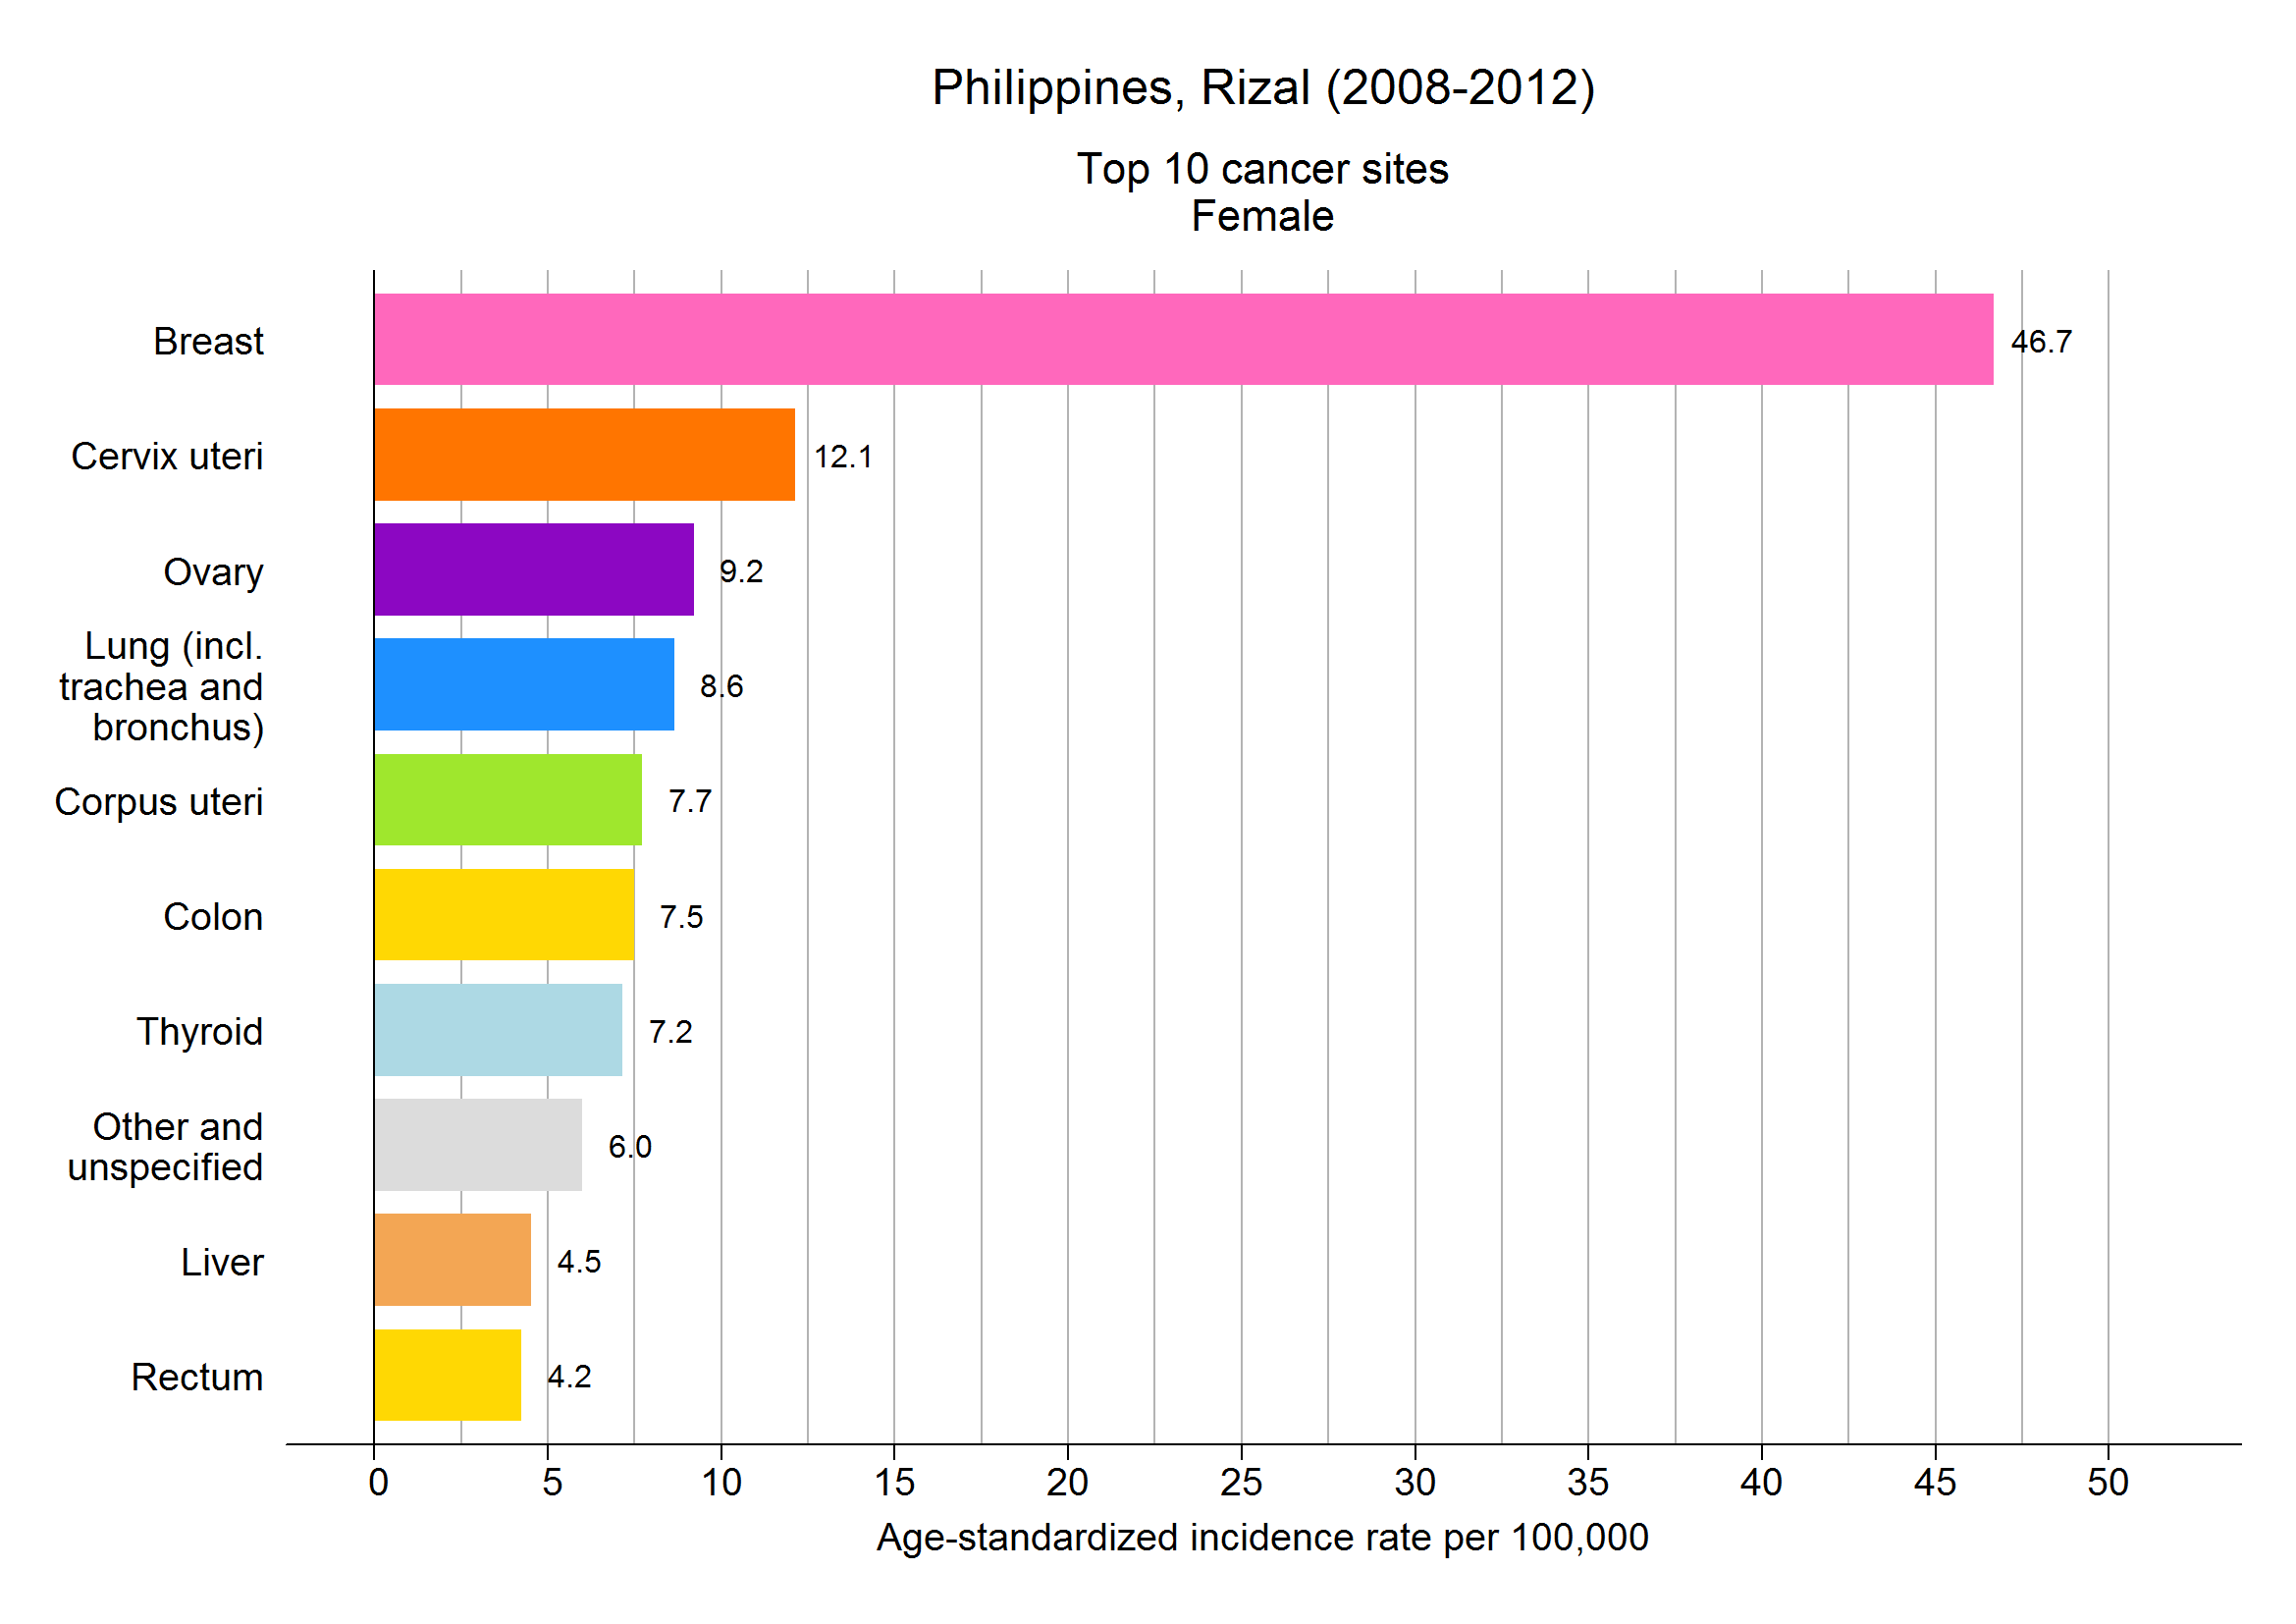 Philippines, Rizal (2008-2012)
Top 10 cancer sites
Female
Breast
46.7
Cervix uteri
12.1
Ovary
9.2
Lung (incl.
trachea and
bronchus)
8.6
Corpus uteri
7.7
Colon
7.5
Thyroid
7.2
Other and
unspecified
6.0
Liver
4.5
Rectum
4.2
0 5 10 15 20 25 30 35 40 45 50
Age-standardized incidence rate per 100,000